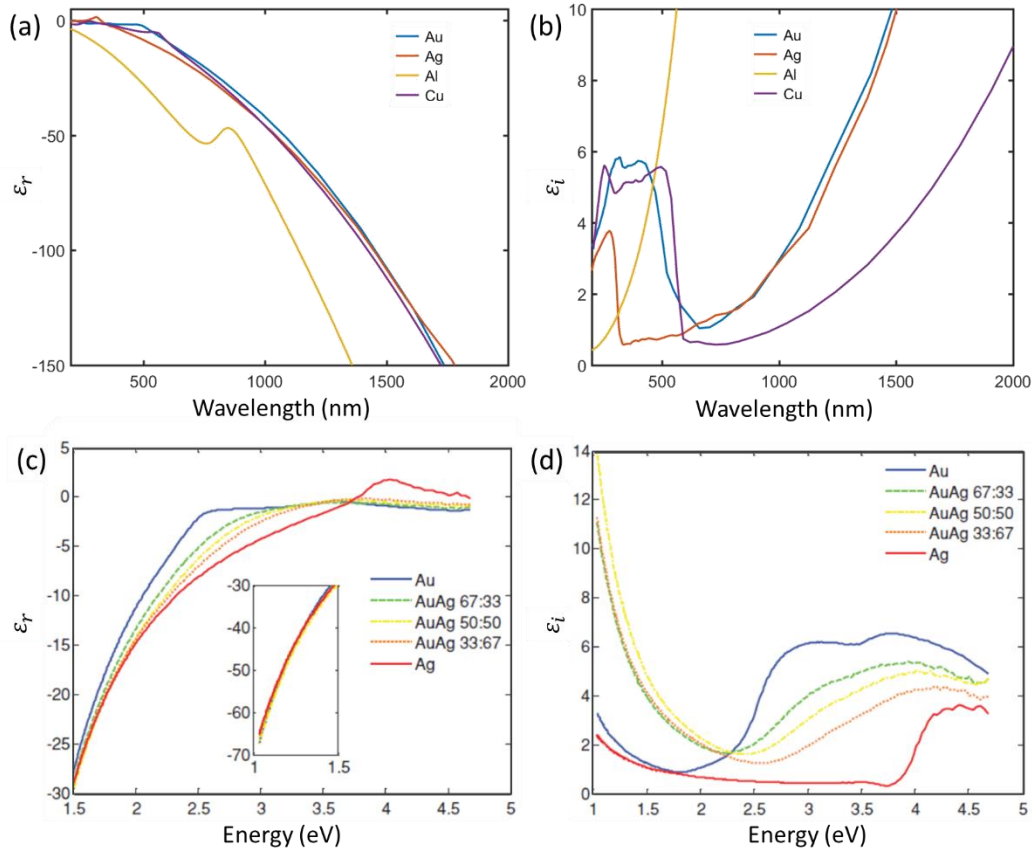 (a)
0
-50
-100
-150
εr
500
1000
1500
2000
Wavelength (nm)
Au
Ag
Al
Cu
(b)
10
8
6
4
2
0
εi
500
1000
1500
2000
Wavelength (nm)
Au
Ag
Al
Cu
(c)
5
0
-5
-10
-15
-20
-25
-30
εr
1.5
2
2.5
3
3.5
4
4.5
5
Energy (eV)
Au
AuAg 67:33
AuAg 50:50
AuAg 33:67
Ag
-30
-40
-50
-60
-70
1
1.5
(d)
14
12
10
8
6
4
2
0
εi
1
1.5
2
2.5
3
3.5
4
4.5
5
Energy (eV)
Au
AuAg 67:33
AuAg 50:50
AuAg 33:67
Ag